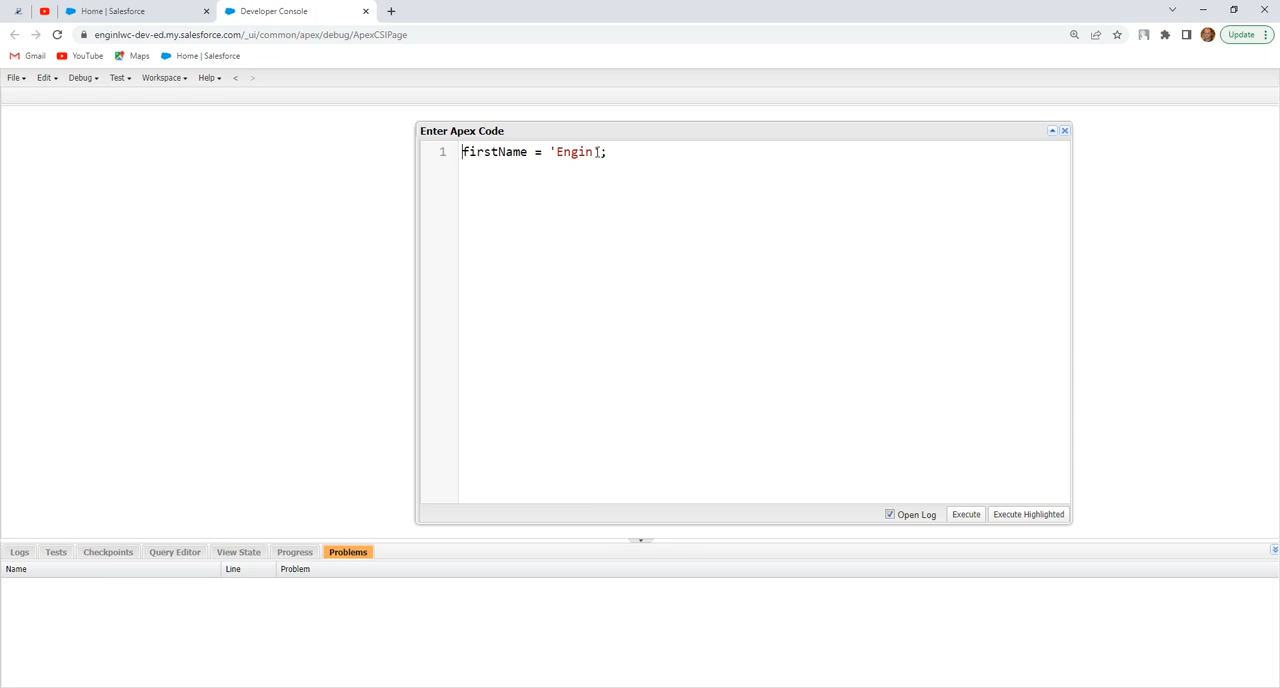 Home | Salesforce
Developer Console
enginlwc-dev-ed.my.salesforce.com/_ui/common/apex/debug/ApexCSIPage
Update
Gmail YouTube Maps Home | Salesforce
File Edit Debug Test Workspace Help < >
Enter Apex Code
1 firstName = 'Engin';
Open Log Execute Execute Highlighted
Logs Tests Checkpoints Query Editor View State Progress Problems
Name Line Problem